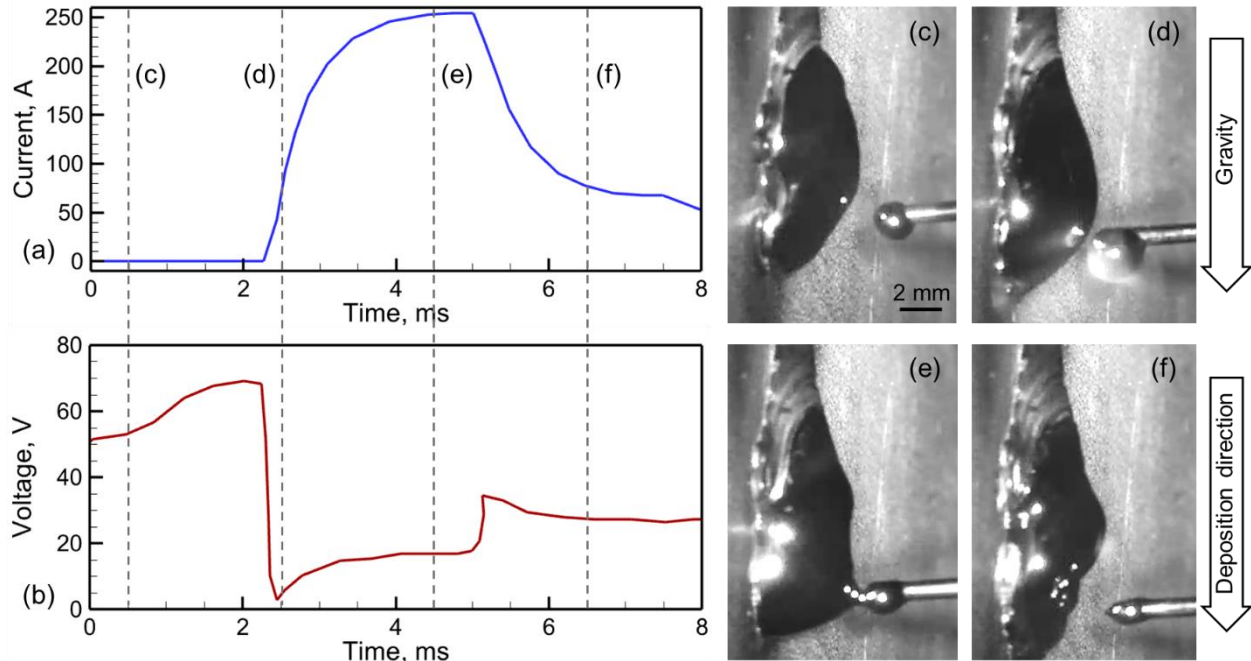 250
200
150
100
50
0
Current, A
(c)
(d)
(e)
(f)
(a)
0
2
4
6
8
Time, ms
80
60
40
20
0
Voltage, V
(b)
0
2
4
6
8
Time, ms
(c)
2 mm
(d)
Gravity
(e)
(f)
Deposition direction